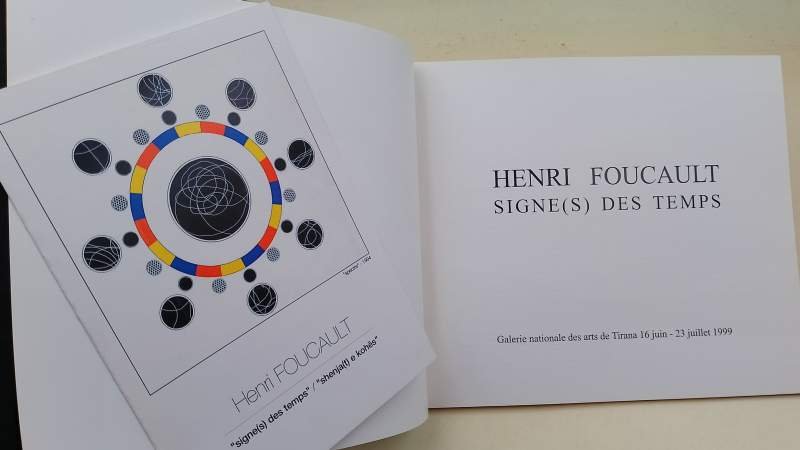 Henri FOUCAULT
"signe(s) des temps" / "shenja(t) e kohës"
HENRI FOUCAULT
SIGNE(S) DES TEMPS
Galerie nationale des arts de Tirana 16 juin - 23 juillet 1999